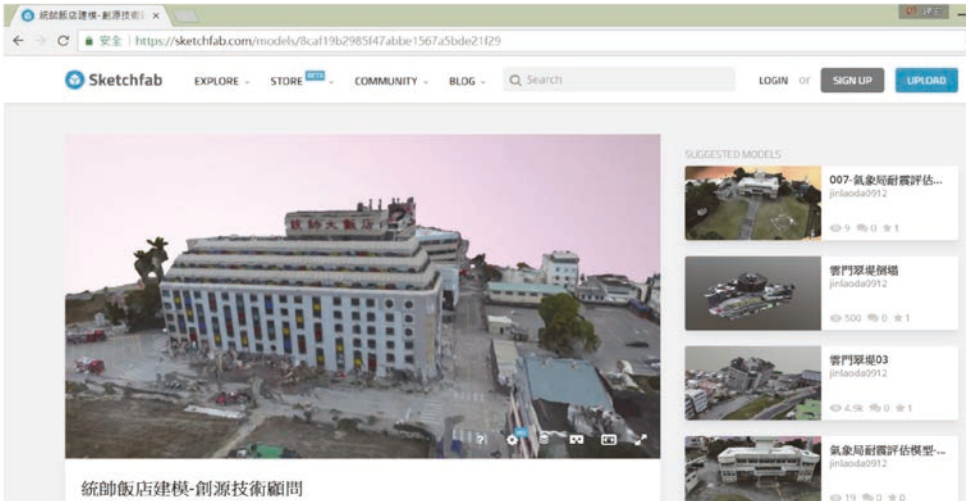 統帥飯店建模-創源技術
安全 | https://sketchfab.com/models/8caf19b2985f47abbe1567a5bde21f29
Sketchfab EXPLORE STORE BETA COMMUNITY BLOG Search LOGIN or SIGN UP UPLOAD
SUGGESTED MODELS
007-氣象局耐震評估...
jinlaoda0912
9 0 1
雲門翠堤倒塌
jinlaoda0912
500 0 1
雲門翠堤03
jinlaoda0912
4.9k 0 1
氣象局耐震評估模型-...
jinlaoda0912
19 0 0
統帥大飯店
統帥飯店建模-創源技術顧問